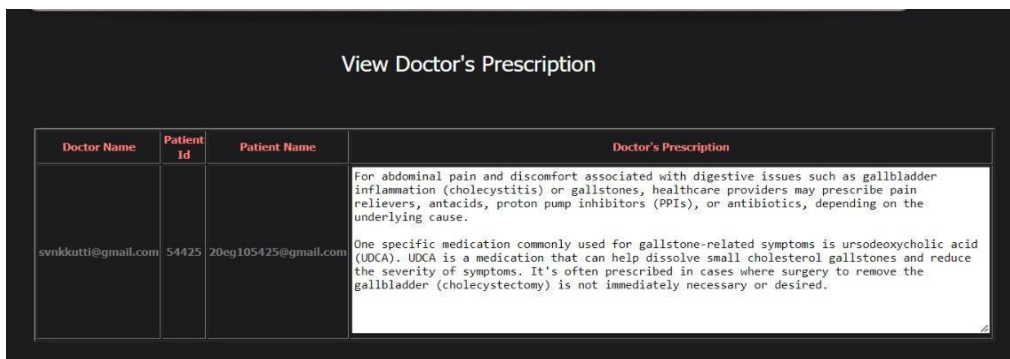 View Doctor's Prescription
Doctor Name
Patient
Id
Patient Name
Doctor's Prescription
svnkkutti@gmail.com 54425 20eg105425@gmail.com
For abdominal pain and discomfort associated with digestive issues such as gallbladder
inflammation (cholecystitis) or gallstones, healthcare providers may prescribe pain
relievers, antacids, proton pump inhibitors (PPIs), or antibiotics, depending on the
underlying cause.
One specific medication commonly used for gallstone-related symptoms is ursodeoxycholic acid
(UDCA). UDCA is a medication that can help dissolve small cholesterol gallstones and reduce
the severity of symptoms. It's often prescribed in cases where surgery to remove the
gallbladder (cholecystectomy) is not immediately necessary or desired.